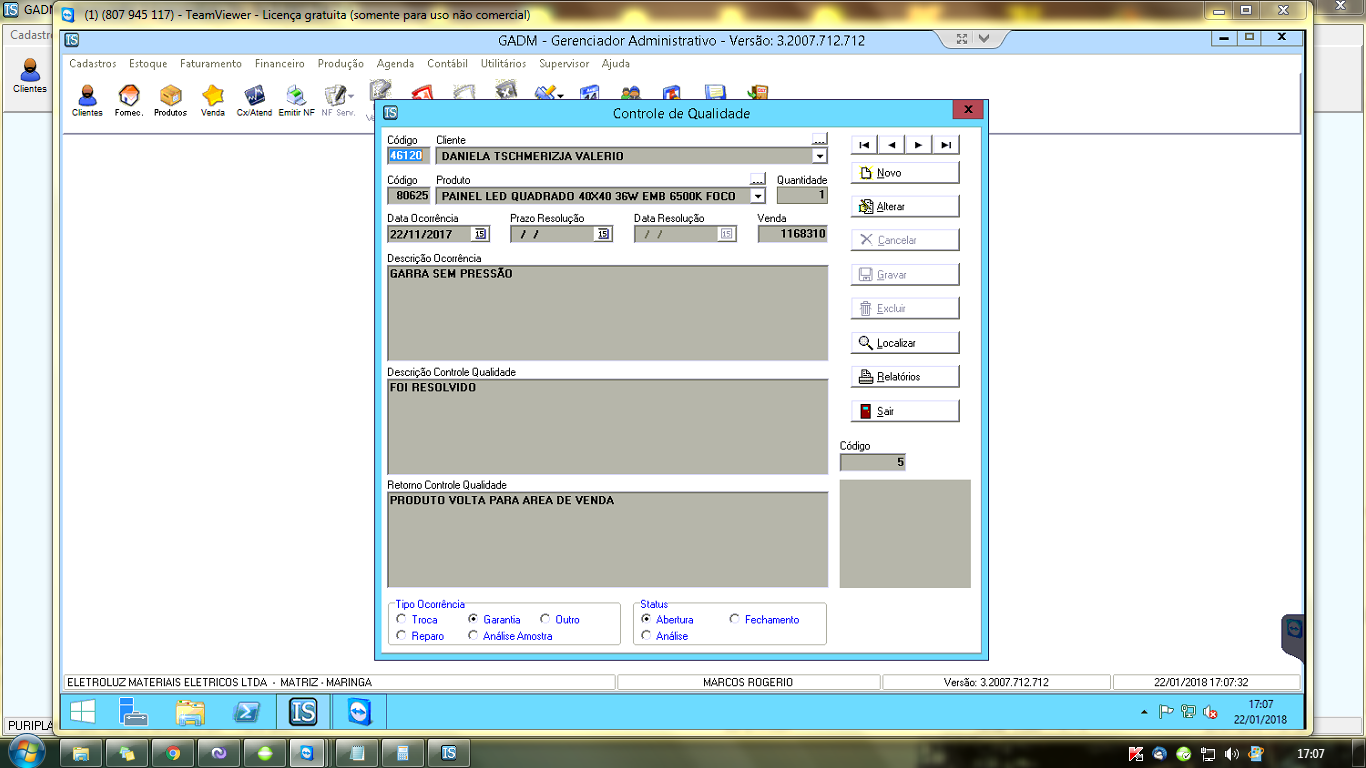 GADM
(1) (807 945 117) - TeamViewer - Licença gratuita (somente para uso não comercial)
GADM - Gerenciador Administrativo - Versão: 3.2007.712.712
Cadastros Estoque Faturamento Financeiro Produção Agenda Contábil Utilitários Supervisor Ajuda
Clientes
Clientes Fornec. Produtos Venda Cx/Atend Emitir NF NF Serv.
Controle de Qualidade
Código Cliente ...
46120 DANIELA TSCHMERIZJA VALERIO
Código Produto ... Quantidade
80625 PAINEL LED QUADRADO 40X40 36W EMB 6500K FOCO 1
Data Ocorrência Prazo Resolução Data Resolução Venda
22/11/2017 15 / / 15 / / 15 1168310
Descrição Ocorrência
GARRA SEM PRESSÃO
Descrição Controle Qualidade
FOI RESOLVIDO
Retorno Controle Qualidade
PRODUTO VOLTA PARA AREA DE VENDA
Tipo Ocorrência
Troca Garantia Outro
Reparo Análise Amostra
Status
Abertura Fechamento
Análise
Novo
Alterar
Cancelar
Gravar
Excluir
Localizar
Relatórios
Sair
Código
5
ELETROLUZ MATERIAIS ELETRICOS LTDA - MATRIZ - MARINGA MARCOS ROGERIO Versão: 3.2007.712.712 22/01/2018 17:07:32
IS
17:07
22/01/2018
PURIPLA
17:07